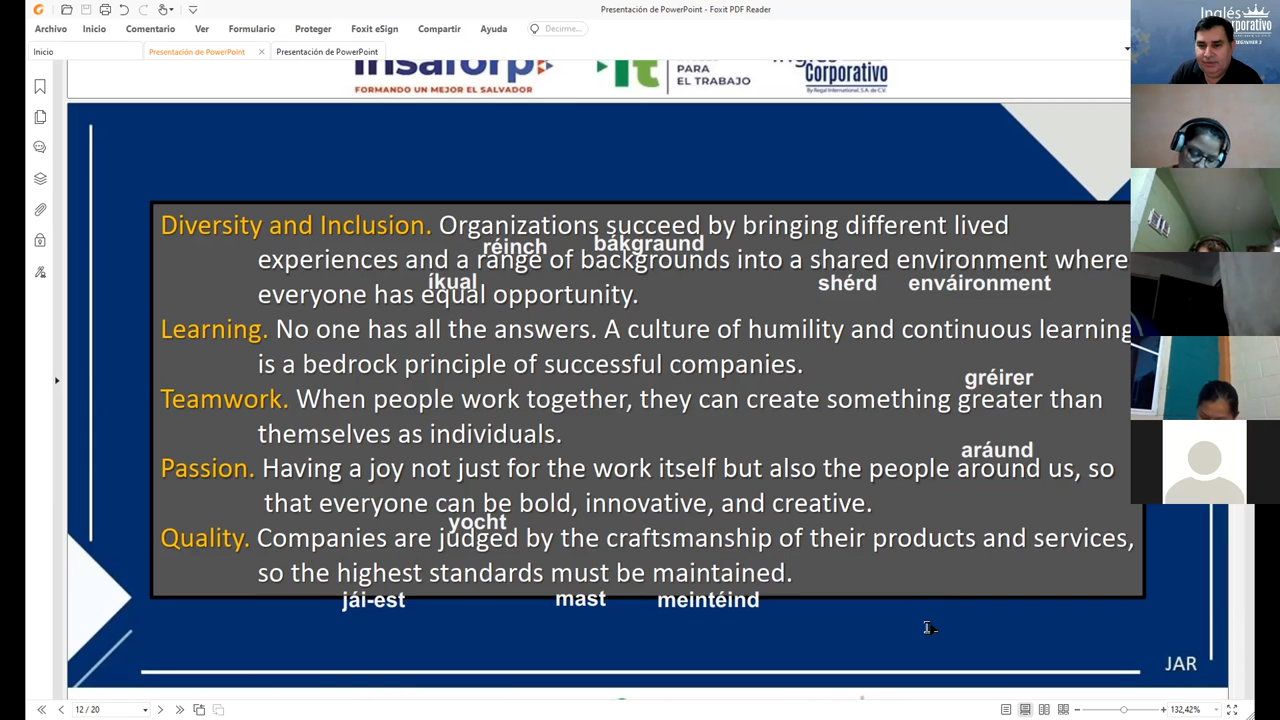 Presentación de PowerPoint - Foxit PDF Reader
Archivo Inicio Comentario Ver Formulario Proteger Foxit eSign Compartir Ayuda Decirme...
Inicio Presentación de PowerPoint Presentación de PowerPoint
Inglés
Corporativo
insaforp
FORMANDO UN MEJOR EL SALVADOR
PARA
EL TRABAJO
Corporativo
By Regal International, S.A. de C.V.
Diversity and Inclusion. Organizations succeed by bringing different lived
réinch bákgraund
experiences and a range of backgrounds into a shared environment where
íkual shérd enváironment
everyone has equal opportunity.
Learning. No one has all the answers. A culture of humility and continuous learning
is a bedrock principle of successful companies.
gréirer
Teamwork. When people work together, they can create something greater than
themselves as individuals.
aráund
Passion. Having a joy not just for the work itself but also the people around us, so
that everyone can be bold, innovative, and creative.
yocht
Quality. Companies are judged by the craftsmanship of their products and services,
so the highest standards must be maintained.
jái-est mast meintéind
JAR
12 / 20 132,42%